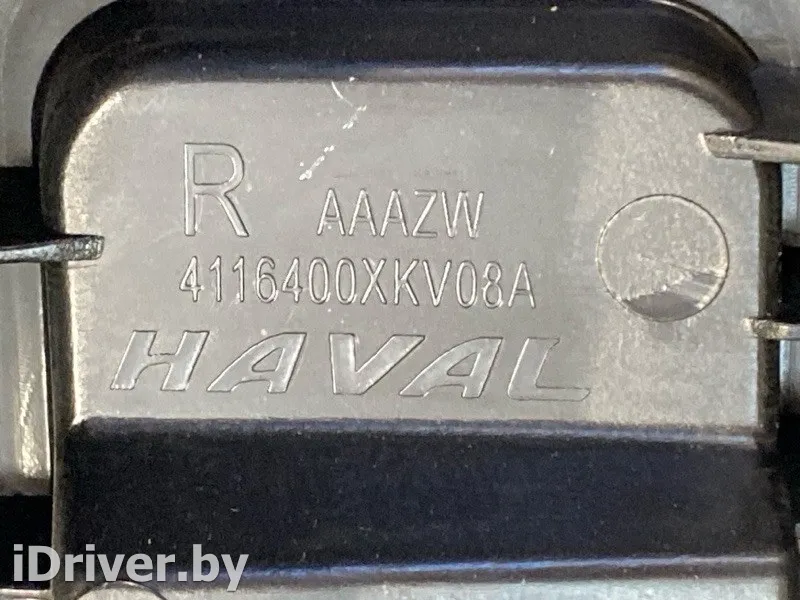 R AAAZW
4116400XKV08A
HAVAL
iDriver.by